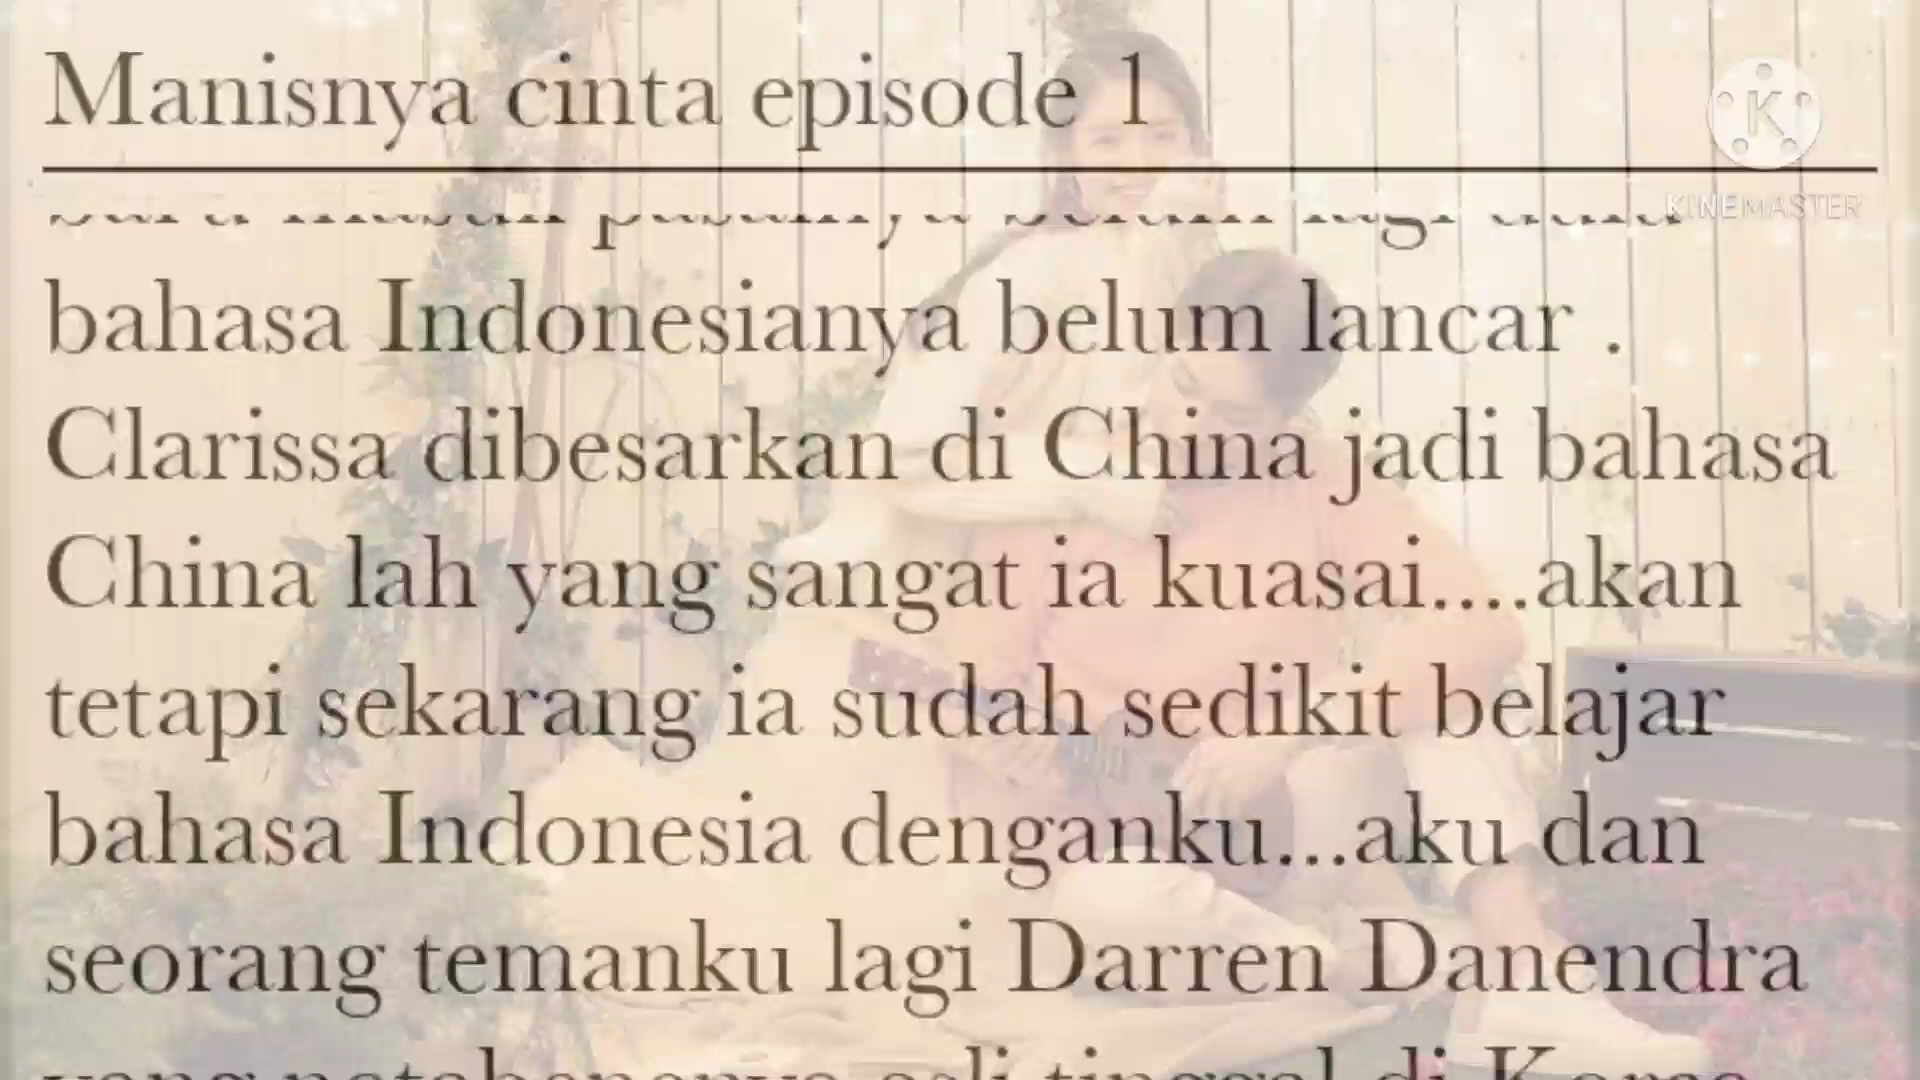 Manisnya cinta episode 1
K
KINEMASTER
bahasa Indonesianya belum lancar .
Clarissa dibesarkan di China jadi bahasa
China lah yang sangat ia kuasai....akan
tetapi sekarang ia sudah sedikit belajar
bahasa Indonesia denganku...aku dan
seorang temanku lagi Darren Danendra